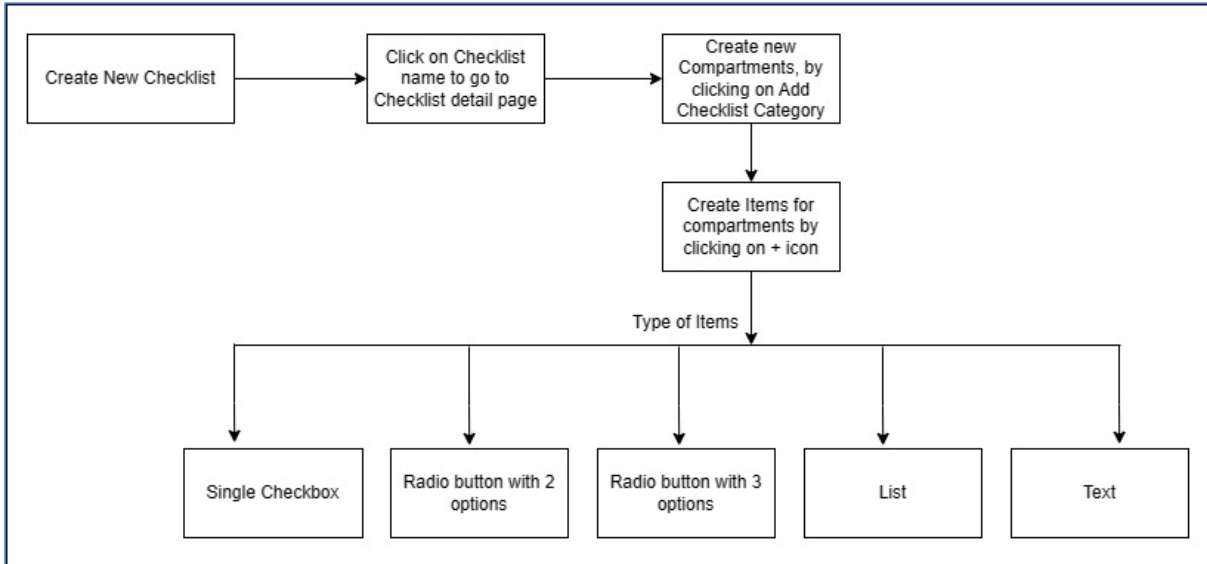 Create New Checklist
Click on Checklist
name to go to
Checklist detail page
Create new
Compartments, by
clicking on Add
Checklist Category
Create Items for
compartments by
clicking on + icon
Type of Items
Single Checkbox
Radio button with 2
options
Radio button with 3
options
List
Text